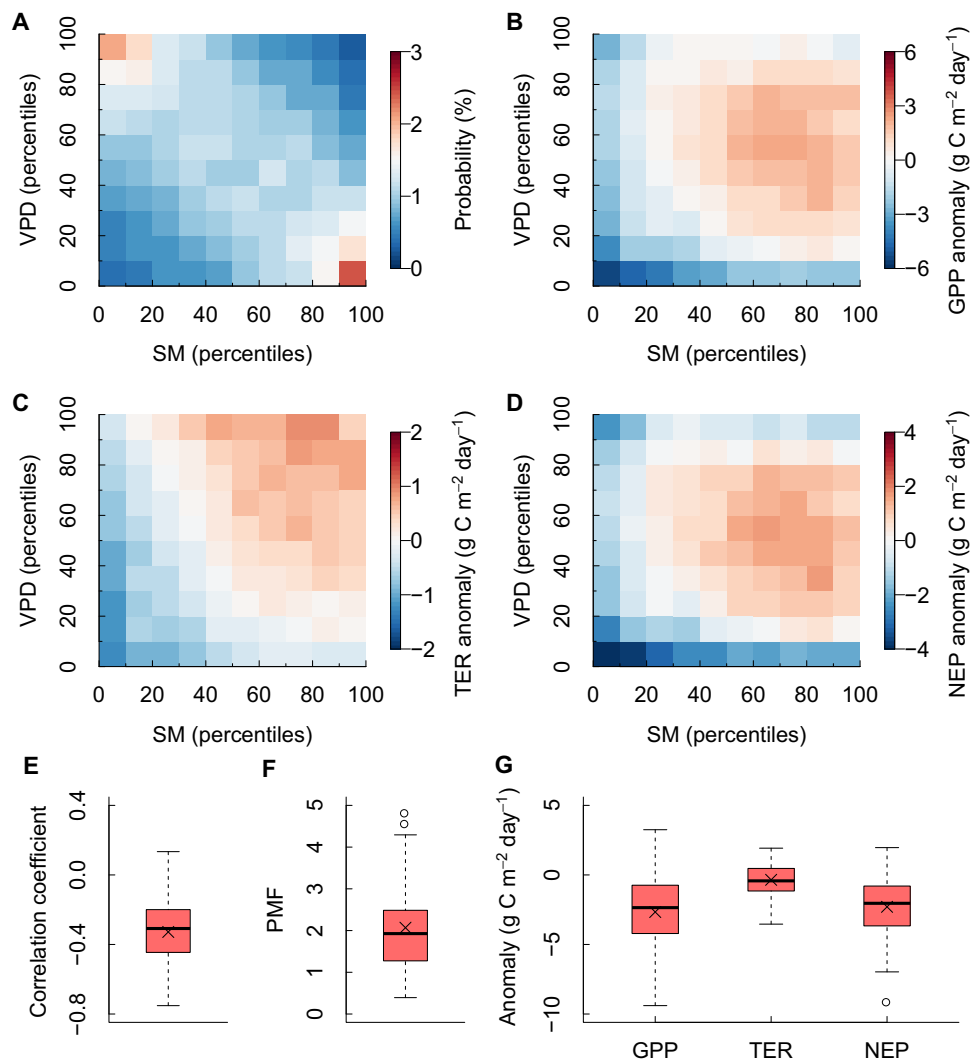 A
VPD (percentiles)
0 20 40 60 80 100
0 20 40 60 80 100
SM (percentiles)
0 1 2 3
Probability (%)
B
VPD (percentiles)
0 20 40 60 80 100
0 20 40 60 80 100
SM (percentiles)
−6 −3 0 3 6
GPP anomaly (g C m⁻² day⁻¹)
C
VPD (percentiles)
0 20 40 60 80 100
0 20 40 60 80 100
SM (percentiles)
−2 −1 0 1 2
TER anomaly (g C m⁻² day⁻¹)
D
VPD (percentiles)
0 20 40 60 80 100
0 20 40 60 80 100
SM (percentiles)
−4 −2 0 2 4
NEP anomaly (g C m⁻² day⁻¹)
E
Correlation coefficient
−0.8 −0.4 0.0 0.4
F
PMF
0 1 2 3 4 5
G
Anomaly (g C m⁻² day⁻¹)
−10 −5 0 5
GPP TER NEP